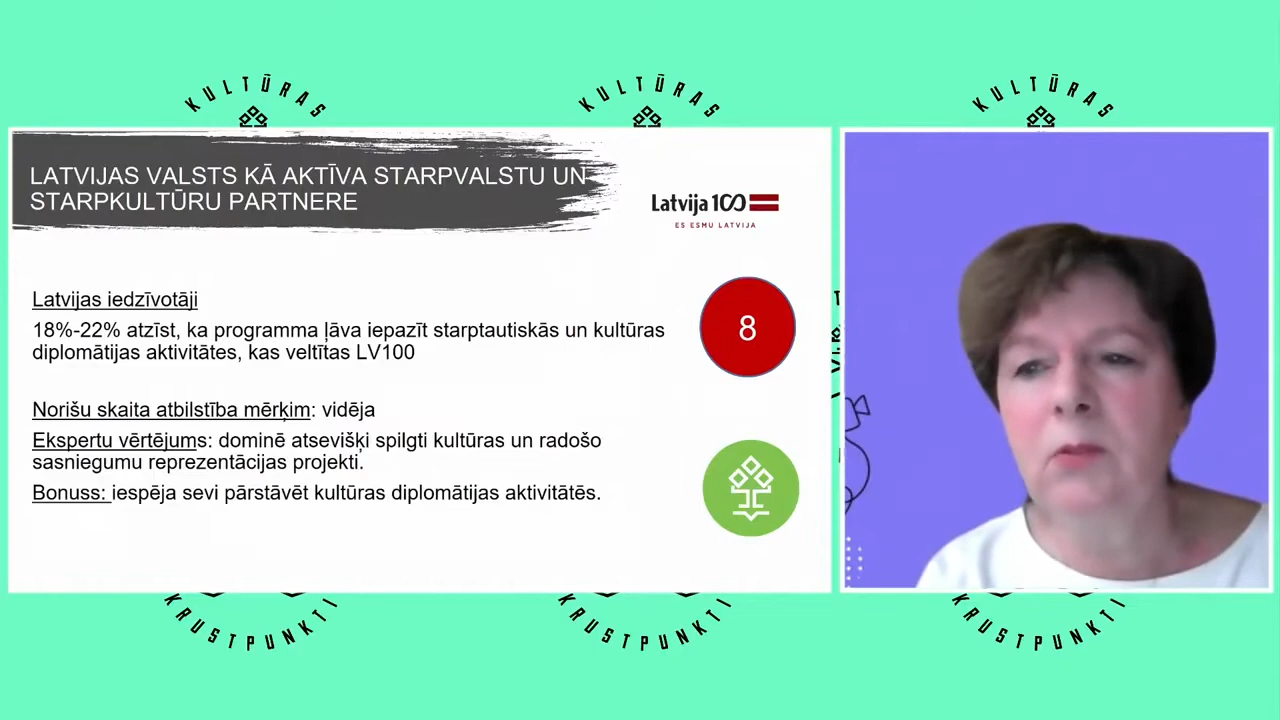 KULTŪRAS
KULTŪRAS
KULTŪRAS
LATVIJAS VALSTS KĀ AKTĪVA STARPVALSTU UN
STARPKULTŪRU PARTNERE
Latvija 100
ES ESMU LATVIJA
Latvijas iedzīvotāji
18%-22% atzīst, ka programma ļāva iepazīt starptautiskās un kultūras
diplomātijas aktivitātes, kas veltītas LV100
8
Norišu skaita atbilstība mērķim: vidēja
Ekspertu vērtējums: dominē atsevišķi spilgti kultūras un radošo
sasniegumu reprezentācijas projekti.
Bonuss: iespēja sevi pārstāvēt kultūras diplomātijas aktivitātēs.
KRUSTPUNKTI
KRUSTPUNKTI
KRUSTPUNKTI